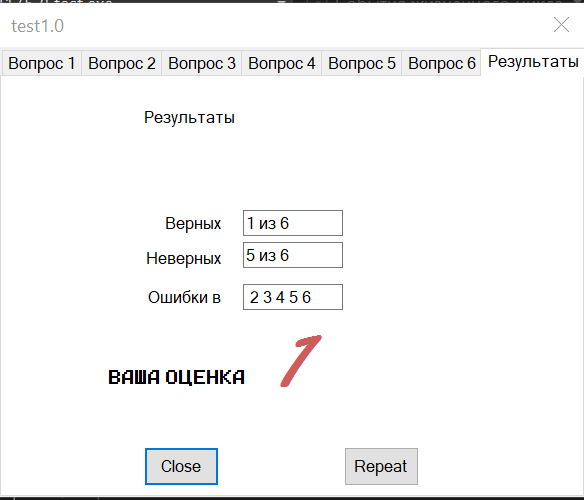 test1.0
Вопрос 1 Вопрос 2 Вопрос 3 Вопрос 4 Вопрос 5 Вопрос 6 Результаты
Результаты
Верных 1 из 6
Неверных 5 из 6
Ошибки в 2 3 4 5 6
ВАША ОЦЕНКА 1
Close Repeat